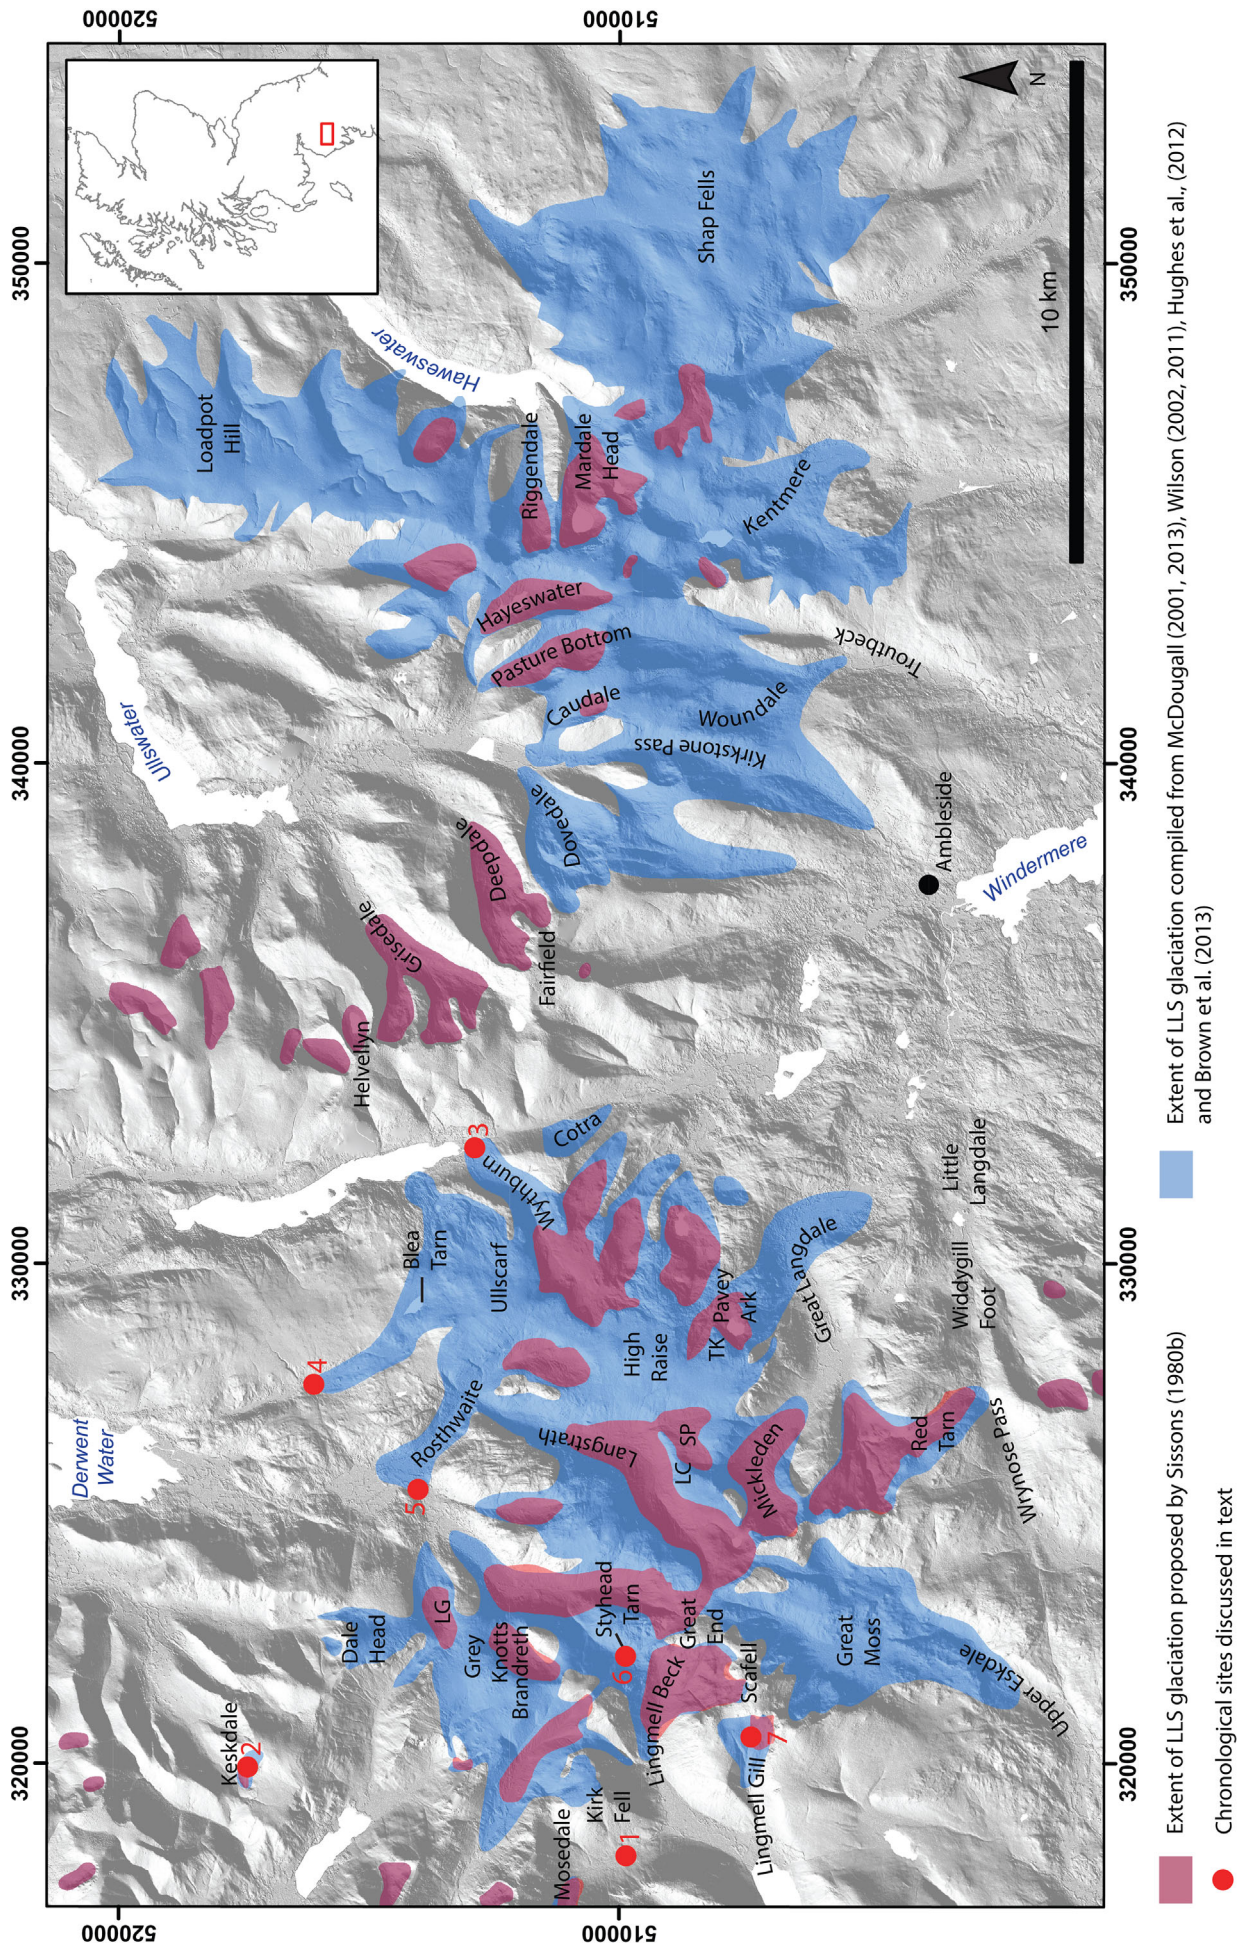 320000
330000
340000
350000
520000
510000
520000
510000
320000
330000
340000
350000
N
10 km
Derwent
Water
Ullswater
Haweswater
Windermere
Keskdale
2
Dale
Head
LG
Grey
Knotts
Brandreth
Mosedale
Kirk
Fell
1
Lingmell Beck
Lingmell Gill
7
Scafell
Styhead
Tarn
6
Great
End
Great
Moss
Upper Eskdale
4
5
Rosthwaite
Langstrath
LC
SP
Mickleden
Red
Tarn
Wrynose Pass
Blea
Tarn
Ullscarf
Wythburn
3
Cotra
High
Raise
TK
Pavey
Ark
Great Langdale
Widdygill
Foot
Little
Langdale
Helvellyn
Grisedale
Deepdale
Fairfield
Dovedale
Ambleside
Kirkstone Pass
Woundale
Caudale
Pasture Bottom
Hayeswater
Troutbeck
Kentmere
Riggendale
Mardale
Head
Loadpot
Hill
Shap Fells
Extent of LLS glaciation proposed by Sissons (1980b)
Chronological sites discussed in text
Extent of LLS glaciation compiled from McDougall (2001, 2013), Wilson (2002, 2011), Hughes et al., (2012)
and Brown et al. (2013)